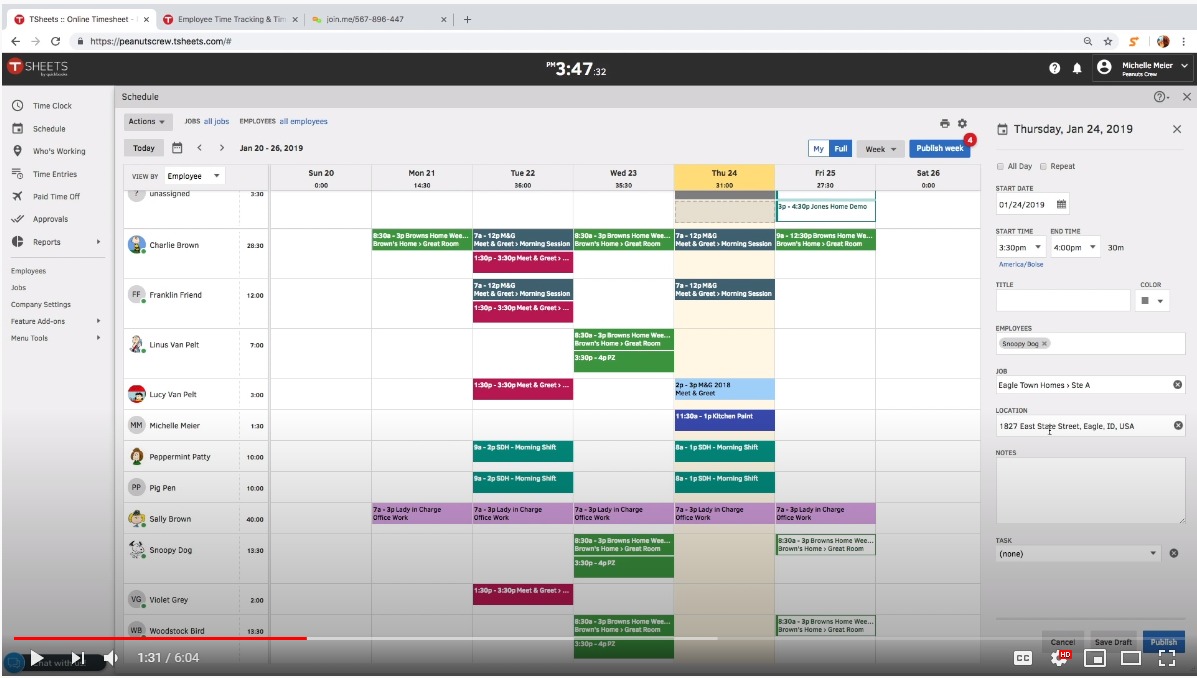 TSheets :: Online Timesheet -
Employee Time Tracking & Tim
join.me/567-896-447
https://peanutscrew.tsheets.com/#
T SHEETS
by quickbooks
PM 3:47:32
Michelle Meier
Peanuts Crew
Time Clock
Schedule
Who's Working
Time Entries
Paid Time Off
Approvals
Reports
Employees
Jobs
Company Settings
Feature Add-ons
Menu Tools
Schedule
Actions
JOBS all jobs EMPLOYEES all employees
Today Jan 20 - 26, 2019
My Full Week Publish week 4
VIEW BY Employee
Sun 20 Mon 21 Tue 22 Wed 23 Thu 24 Fri 25 Sat 26
0:00 14:30 36:00 35:30 31:00 27:30 0:00
unassigned 3:30
3p - 4:30p Jones Home Demo
Charlie Brown 28:30
8:30a - 3p Browns Home Wee... 7a - 12p M&G 8:30a - 3p Browns Home Wee... 7a - 12p M&G 9a - 12:30p Browns Home Wee...
Brown's Home › Great Room Meet & Greet › Morning Session Brown's Home › Great Room Meet & Greet › Morning Session Brown's Home › Great Room
1:30p - 3:30p Meet & Greet › ...
Franklin Friend 12:00
FF
7a - 12p M&G 7a - 12p M&G
Meet & Greet › Morning Session Meet & Greet › Morning Session
1:30p - 3:30p Meet & Greet › ...
Linus Van Pelt 7:00
8:30a - 3p Browns Home Wee...
Brown's Home › Great Room
3:30p - 4p PZ
Lucy Van Pelt
1:30p - 3:30p Meet & Greet › ... 2p - 3p M&G 2018
Meet & Greet
MM Michelle Meier 1:30
11:30a - 1p Kitchen Paint
Peppermint Patty 10:00
9a - 2p SDH - Morning Shift 8a - 1p SDH - Morning Shift
PP Pig Pen 10:00
9a - 2p SDH - Morning Shift 8a - 1p SDH - Morning Shift
Sally Brown 40:00
7a - 3p Lady in Charge 7a - 3p Lady in Charge 7a - 3p Lady in Charge 7a - 3p Lady in Charge 7a - 3p Lady in Charge
Office Work Office Work Office Work Office Work Office Work
Snoopy Dog 13:30
8:30a - 3p Browns Home Wee... 8:30a - 3p Browns Home Wee...
Brown's Home › Great Room Brown's Home › Great Room
3:30p - 4p PZ
VG Violet Grey 2:00
1:30p - 3:30p Meet & Greet › ...
WB Woodstock Bird 13:30
8:30a - 3p Browns Home Wee... 8:30a - 3p Browns Home Wee...
Brown's Home › Great Room Brown's Home › Great Room
3:30p - 4p PZ
Thursday, Jan 24, 2019
All Day Repeat
START DATE
01/24/2019
START TIME END TIME
3:30pm 4:00pm 30m
America/Boise
TITLE COLOR
EMPLOYEES
Snoopy Dog
JOB
Eagle Town Homes › Ste A
LOCATION
1827 East State Street, Eagle, ID, USA
NOTES
TASK
(none)
Cancel Save Draft Publish
Chat with us!
1:31 / 6:04
CC HD